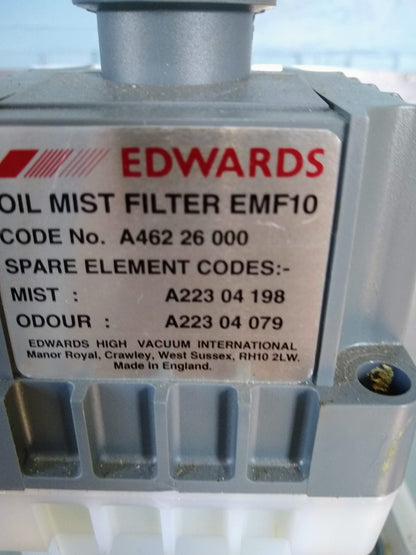 EDWARDS
OIL MIST FILTER EMF10
CODE No. A462 26 000
SPARE ELEMENT CODES:-
MIST : A223 04 198
ODOUR : A223 04 079
EDWARDS HIGH VACUUM INTERNATIONAL
Manor Royal, Crawley, West Sussex, RH10 2LW.
Made in England.